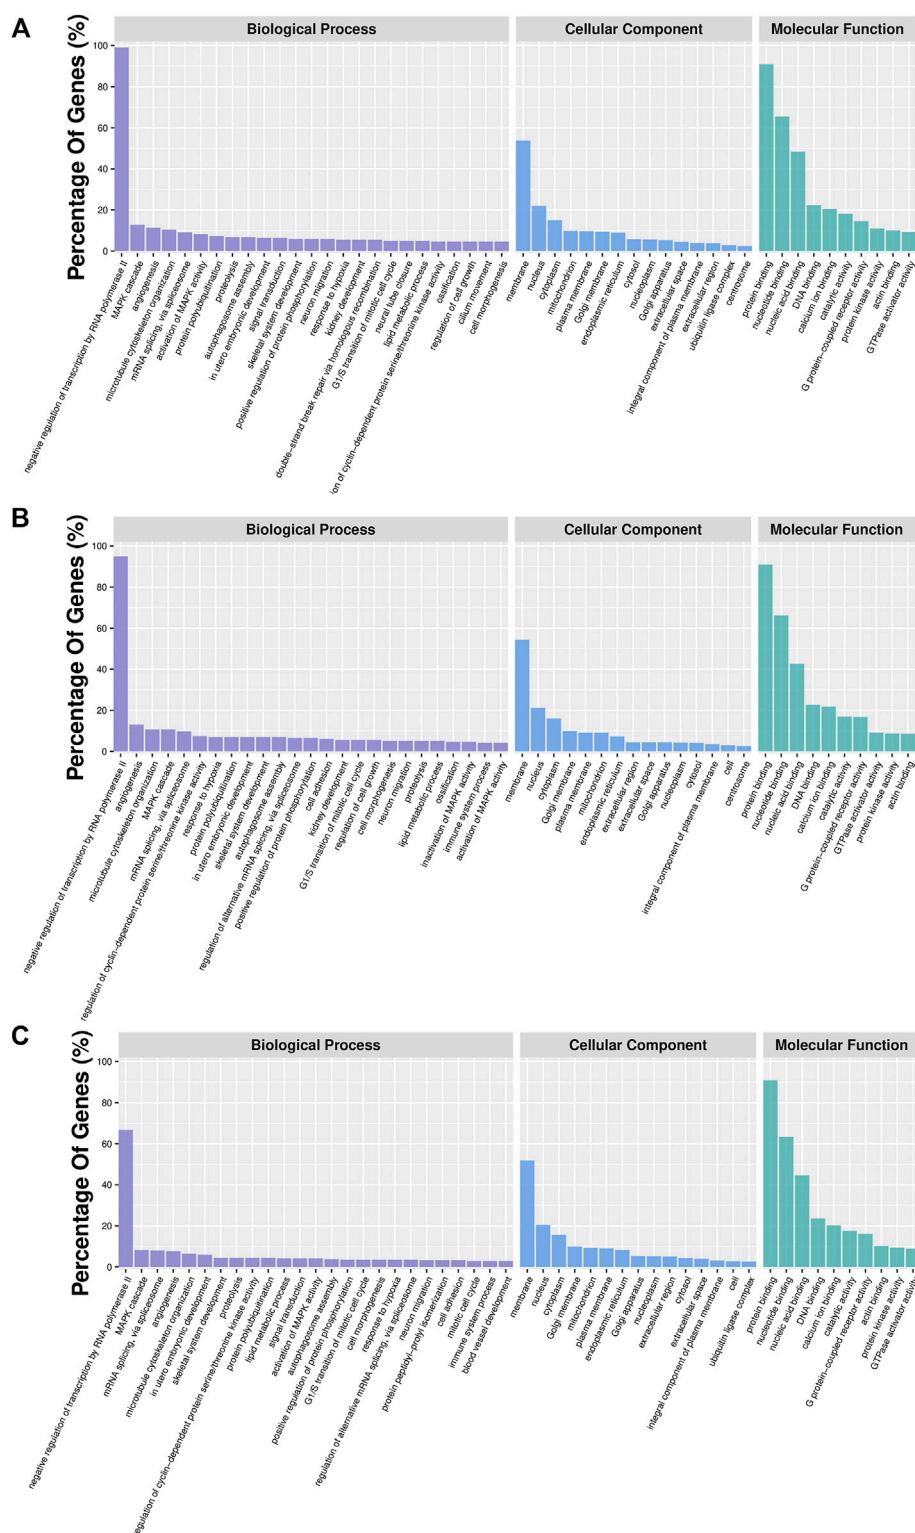 A
Biological Process
Cellular Component
Molecular Function
Percentage Of Genes (%)
100
80
60
40
20
0
negative regulation of transcription by RNA polymerase II
MAPK cascade
angiogenesis
microtubule cytoskeleton organization
mRNA splicing, via spliceosome
activation of MAPK activity
protein polyubiquitination
proteolysis
autophagosome assembly
in utero embryonic development
signal transduction
skeletal system development
positive regulation of protein phosphorylation
neuron migration
response to hypoxia
kidney development
double-strand break repair via homologous recombination
G1/S transition of mitotic cell cycle
neural tube closure
lipid metabolic process
ion of cyclin-dependent protein serine/threonine kinase activity
ossification
regulation of cell growth
cilium movement
cell morphogenesis
membrane
nucleus
cytoplasm
mitochondrion
plasma membrane
Golgi membrane
endoplasmic reticulum
cytosol
nucleoplasm
Golgi apparatus
extracellular space
integral component of plasma membrane
extracellular region
ubiquitin ligase complex
centrosome
protein binding
nucleotide binding
nucleic acid binding
DNA binding
calcium ion binding
catalytic activity
G protein-coupled receptor activity
protein kinase activity
actin binding
GTPase activator activity
B
Biological Process
Cellular Component
Molecular Function
Percentage Of Genes (%)
100
80
60
40
20
0
negative regulation of transcription by RNA polymerase II
angiogenesis
microtubule cytoskeleton organization
MAPK cascade
mRNA splicing, via spliceosome
regulation of cyclin-dependent protein serine/threonine kinase activity
response to hypoxia
protein polyubiquitination
in utero embryonic development
skeletal system development
autophagosome assembly
regulation of alternative mRNA splicing, via spliceosome
positive regulation of protein phosphorylation
cell adhesion
kidney development
G1/S transition of mitotic cell cycle
regulation of cell growth
cell morphogenesis
neuron migration
proteolysis
lipid metabolic process
ossification
inactivation of MAPK activity
immune system process
activation of MAPK activity
membrane
nucleus
cytoplasm
Golgi membrane
plasma membrane
mitochondrion
endoplasmic reticulum
extracellular region
extracellular space
Golgi apparatus
nucleoplasm
cytosol
integral component of plasma membrane
cell
centrosome
protein binding
nucleotide binding
nucleic acid binding
DNA binding
calcium ion binding
catalytic activity
G protein-coupled receptor activity
GTPase activator activity
protein kinase activity
actin binding
C
Biological Process
Cellular Component
Molecular Function
Percentage Of Genes (%)
100
80
60
40
20
0
negative regulation of transcription by RNA polymerase II
MAPK cascade
mRNA splicing, via spliceosome
angiogenesis
microtubule cytoskeleton organization
in utero embryonic development
skeletal system development
proteolysis
regulation of cyclin-dependent protein serine/threonine kinase activity
protein polyubiquitination
lipid metabolic process
signal transduction
activation of MAPK activity
autophagosome assembly
positive regulation of protein phosphorylation
G1/S transition of mitotic cell cycle
cell morphogenesis
response to hypoxia
regulation of alternative mRNA splicing, via spliceosome
neuron migration
protein peptidyl-prolyl isomerization
cell adhesion
mitotic cell cycle
immune system process
blood vessel development
membrane
nucleus
cytoplasm
Golgi membrane
mitochondrion
plasma membrane
endoplasmic reticulum
Golgi apparatus
nucleoplasm
extracellular region
cytosol
extracellular space
integral component of plasma membrane
cell
ubiquitin ligase complex
protein binding
nucleotide binding
nucleic acid binding
DNA binding
calcium ion binding
catalytic activity
G protein-coupled receptor activity
actin binding
protein kinase activity
GTPase activator activity